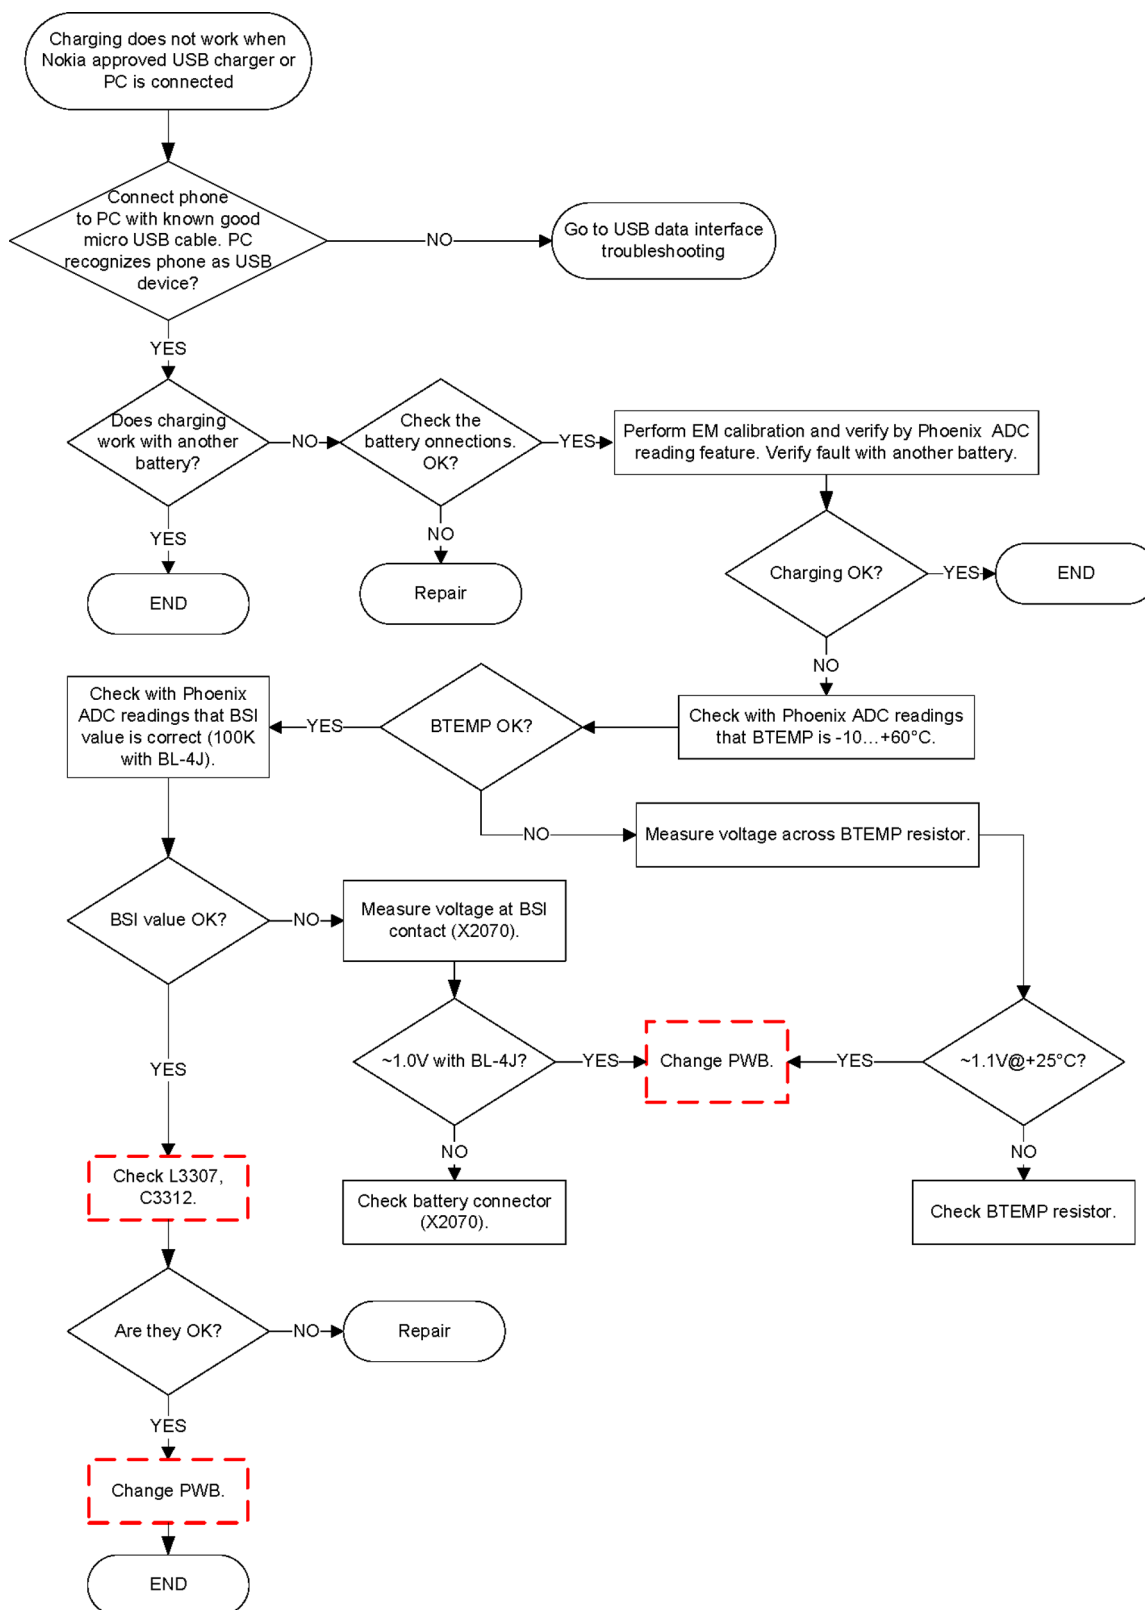 Charging does not work when
Nokia approved USB charger or
PC is connected
Connect phone
to PC with known good
micro USB cable. PC
recognizes phone as USB
device?
NO
Go to USB data interface
troubleshooting
YES
Does charging
work with another
battery?
NO
Check the
battery onnections.
OK?
YES
Perform EM calibration and verify by Phoenix ADC
reading feature. Verify fault with another battery.
YES
END
NO
Repair
Charging OK?
YES
END
NO
Check with Phoenix ADC readings
that BTEMP is -10...+60°C.
BTEMP OK?
YES
Check with Phoenix
ADC readings that BSI
value is correct (100K
with BL-4J).
NO
Measure voltage across BTEMP resistor.
BSI value OK?
NO
Measure voltage at BSI
contact (X2070).
~1.0V with BL-4J?
YES
Change PWB.
YES
~1.1V@+25°C?
YES
NO
NO
Check L3307,
C3312.
Check battery connector
(X2070).
Check BTEMP resistor.
Are they OK?
NO
Repair
YES
Change PWB.
END